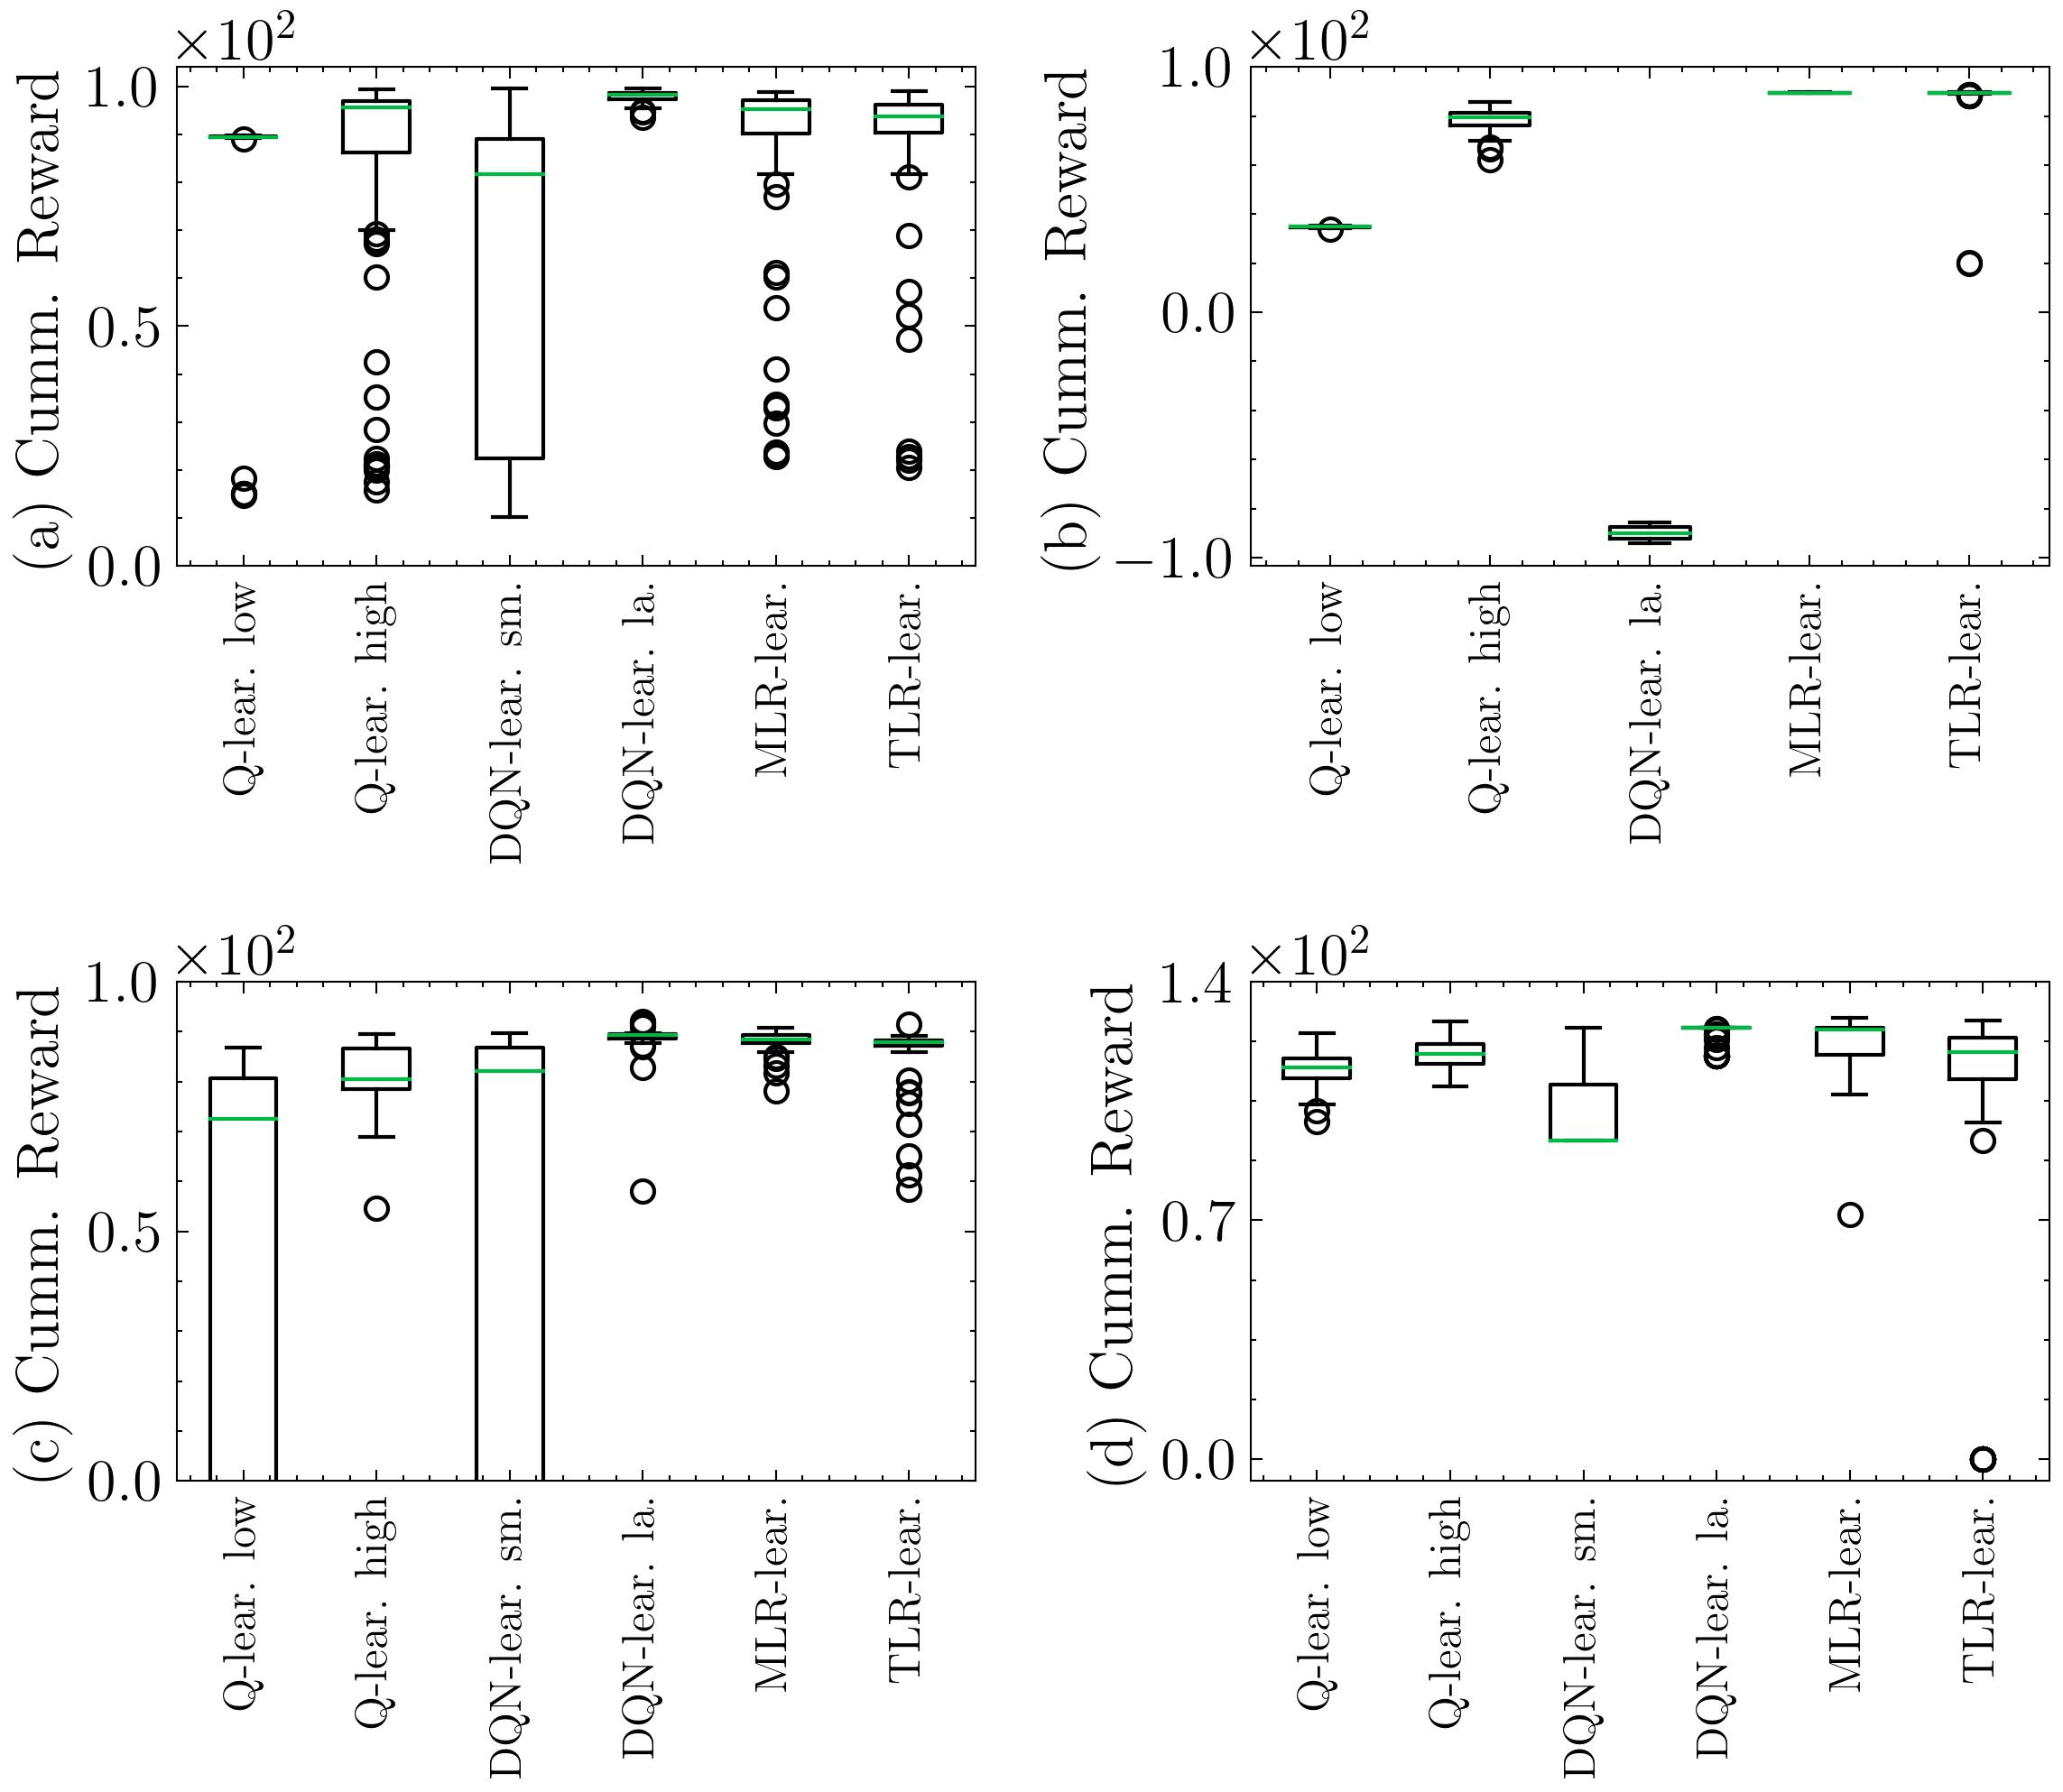 ×10²
(a) Cumm. Reward
1.0
0.5
0.0
Q-lear. low
Q-lear. high
DQN-lear. sm.
DQN-lear. la.
MLR-lear.
TLR-lear.
×10²
(b) Cumm. Reward
1.0
0.0
−1.0
Q-lear. low
Q-lear. high
DQN-lear. la.
MLR-lear.
TLR-lear.
×10²
(c) Cumm. Reward
1.0
0.5
0.0
Q-lear. low
Q-lear. high
DQN-lear. sm.
DQN-lear. la.
MLR-lear.
TLR-lear.
×10²
(d) Cumm. Reward
1.4
0.7
0.0
Q-lear. low
Q-lear. high
DQN-lear. sm.
DQN-lear. la.
MLR-lear.
TLR-lear.